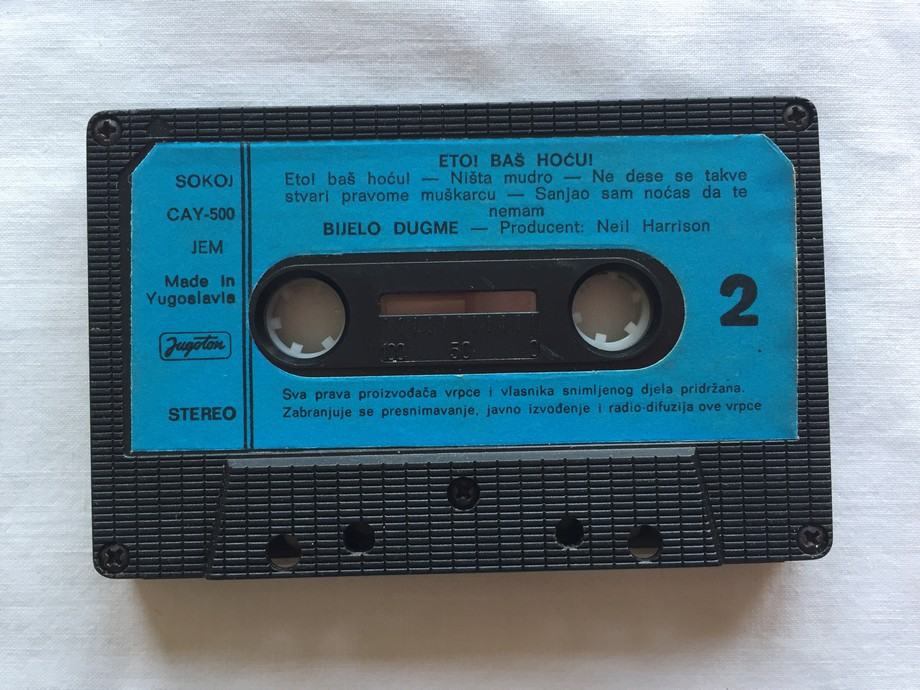 SOKOJ
CAY-500
JEM
Made in
Yugoslavia
Jugoton
STEREO
ETO! BAŠ HOĆU!
Eto! baš hoću! — Ništa mudro — Ne dese se takve
stvari pravome muškarcu — Sanjao sam noćas da te
nemam
BIJELO DUGME — Producent: Neil Harrison
2
100 50 0
Sva prava proizvođača vrpce i vlasnika snimljenog djela pridržana.
Zabranjuje se presnimavanje, javno izvođenje i radio-difuzija ove vrpce